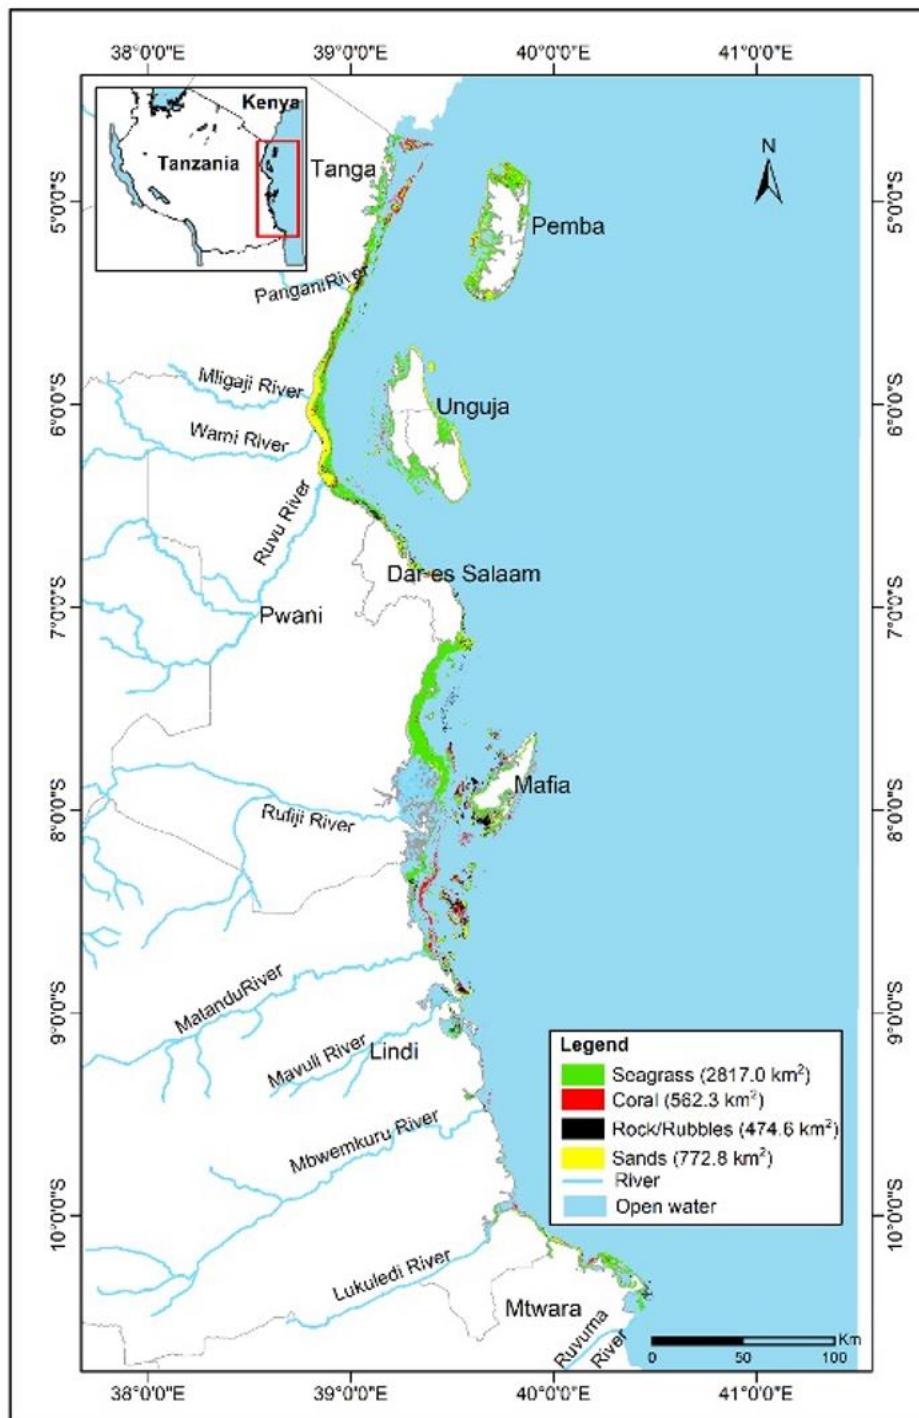 38°0'0"E 39°0'0"E 40°0'0"E 41°0'0"E
Kenya
Tanzania
Tanga
N
5°0'0"S 5°0'0"S
Pemba
PanganiRiver
Mligaji River
6°0'0"S 6°0'0"S
Unguja
Wami River
Ruvu River
Dar-es Salaam
7°0'0"S 7°0'0"S
Pwani
Mafia
8°0'0"S 8°0'0"S
Rufiji River
MatanduRiver
9°0'0"S 9°0'0"S
Mavuli River
Lindi
Legend
Seagrass (2817.0 km²)
Coral (562.3 km²)
Rock/Rubbles (474.6 km²)
Sands (772.8 km²)
River
Open water
Mbwemkuru River
10°0'0"S 10°0'0"S
Lukuledi River
Mtwara
Ruvuma
River
Km
0 50 100
38°0'0"E 39°0'0"E 40°0'0"E 41°0'0"E